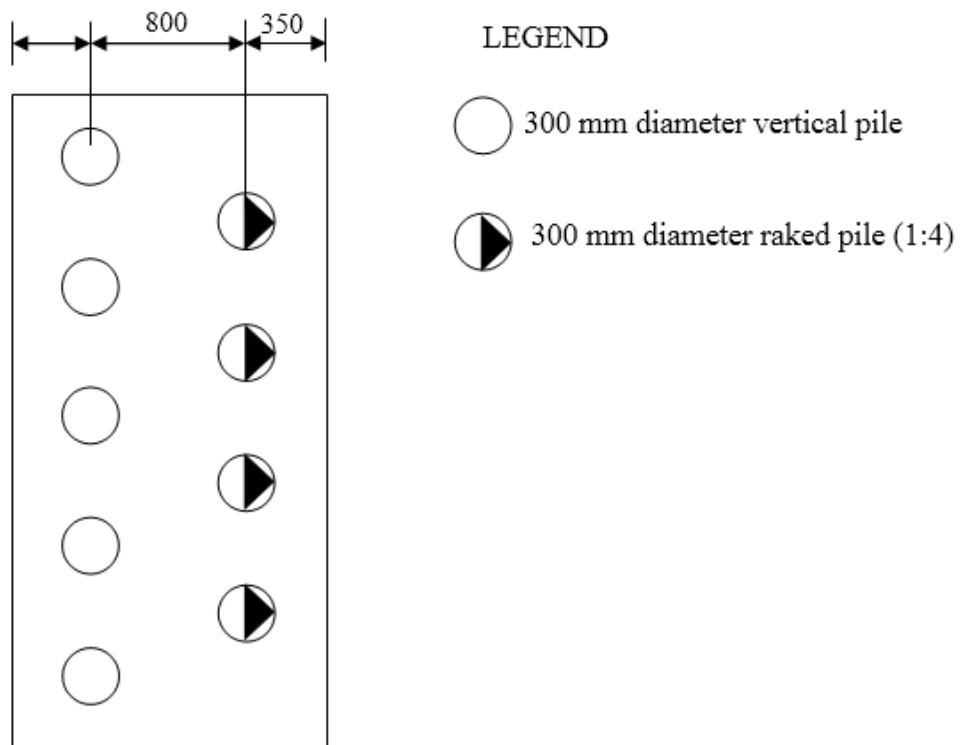 800
350
LEGEND
300 mm diameter vertical pile
300 mm diameter raked pile (1:4)